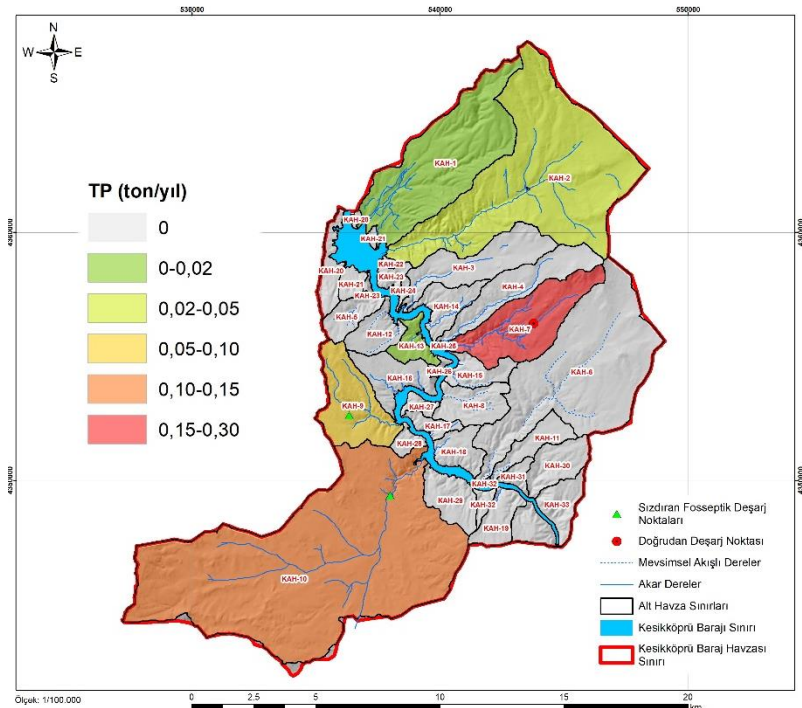 530000
540000
550000
N
W
E
S
TP (ton/yıl)
0
0-0,02
0,02-0,05
0,05-0,10
0,10-0,15
0,15-0,30
4360000
4360000
4350000
KAH-1
KAH-2
KAH-20
KAH-21
KAH-22
KAH-3
KAH-20
KAH-23
KAH-4
KAH-21
KAH-24
KAH-23
KAH-14
KAH-5
KAH-7
KAH-12
KAH-13
KAH-25
KAH-26
KAH-15
KAH-6
KAH-16
KAH-9
KAH-27
KAH-8
KAH-17
KAH-11
KAH-28
KAH-18
KAH-30
KAH-31
KAH-32
KAH-29
KAH-32
KAH-33
KAH-19
KAH-10
Sızdıran Fosseptik Deşarj
Noktaları
Doğrudan Deşarj Noktası
Mevsimsel Akışlı Dereler
Akar Dereler
Alt Havza Sınırları
Kesikköprü Barajı Sınırı
Kesikköprü Baraj Havzası
Sınırı
Ölçek: 1/100.000
0
2.5
5
10
15
20
km